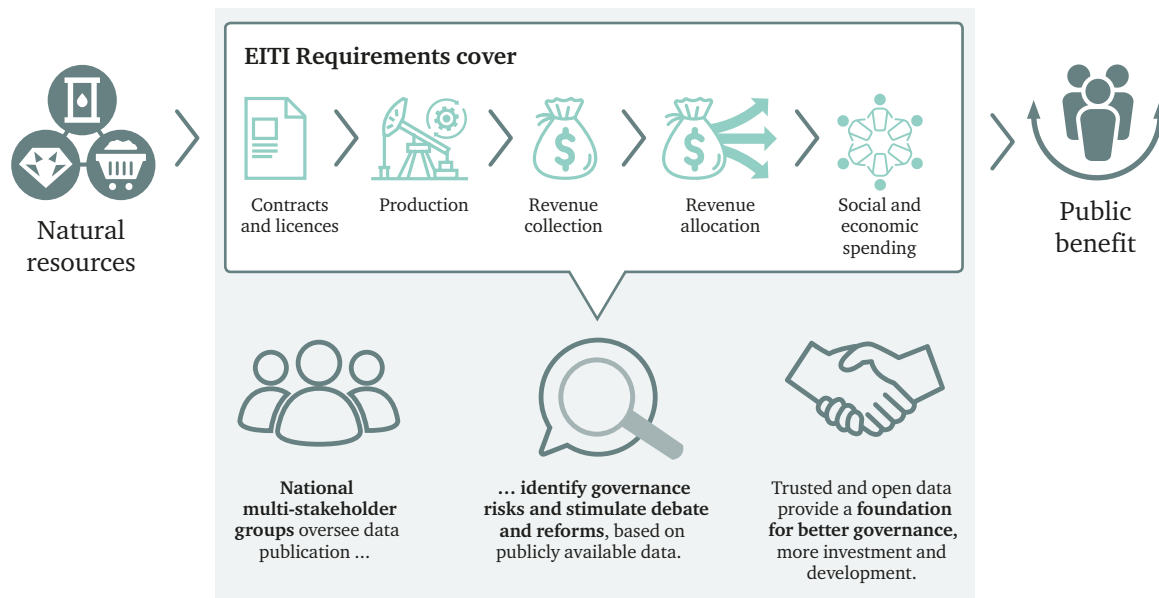 EITI Requirements cover
Natural
resources
Contracts
and licences
Production
Revenue
collection
Revenue
allocation
Social and
economic
spending
Public
benefit
National
multi-stakeholder
groups oversee data
publication ...
... identify governance
risks and stimulate debate
and reforms, based on
publicly available data.
Trusted and open data
provide a foundation
for better governance,
more investment and
development.